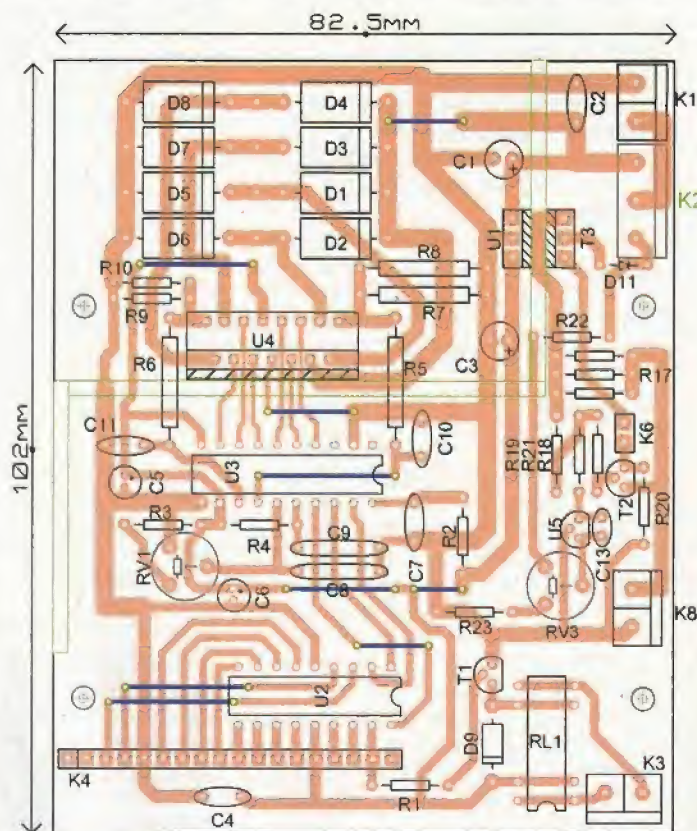 82.5MM
102MM
D8
D4
D7
D3
D5
D1
D6
D2
C2
K1
C1
K2
U1
T3
D11
R10
R9
R8
R7
R6
U4
R5
C3
R22
R17
C11
C5
U3
C10
R19
R21
R18
K6
T2
R20
R3
RV1
R4
C9
C8
C6
C7
R2
U5
C13
RV3
K8
R23
T1
U2
D9
RL1
K4
C4
R1
K3